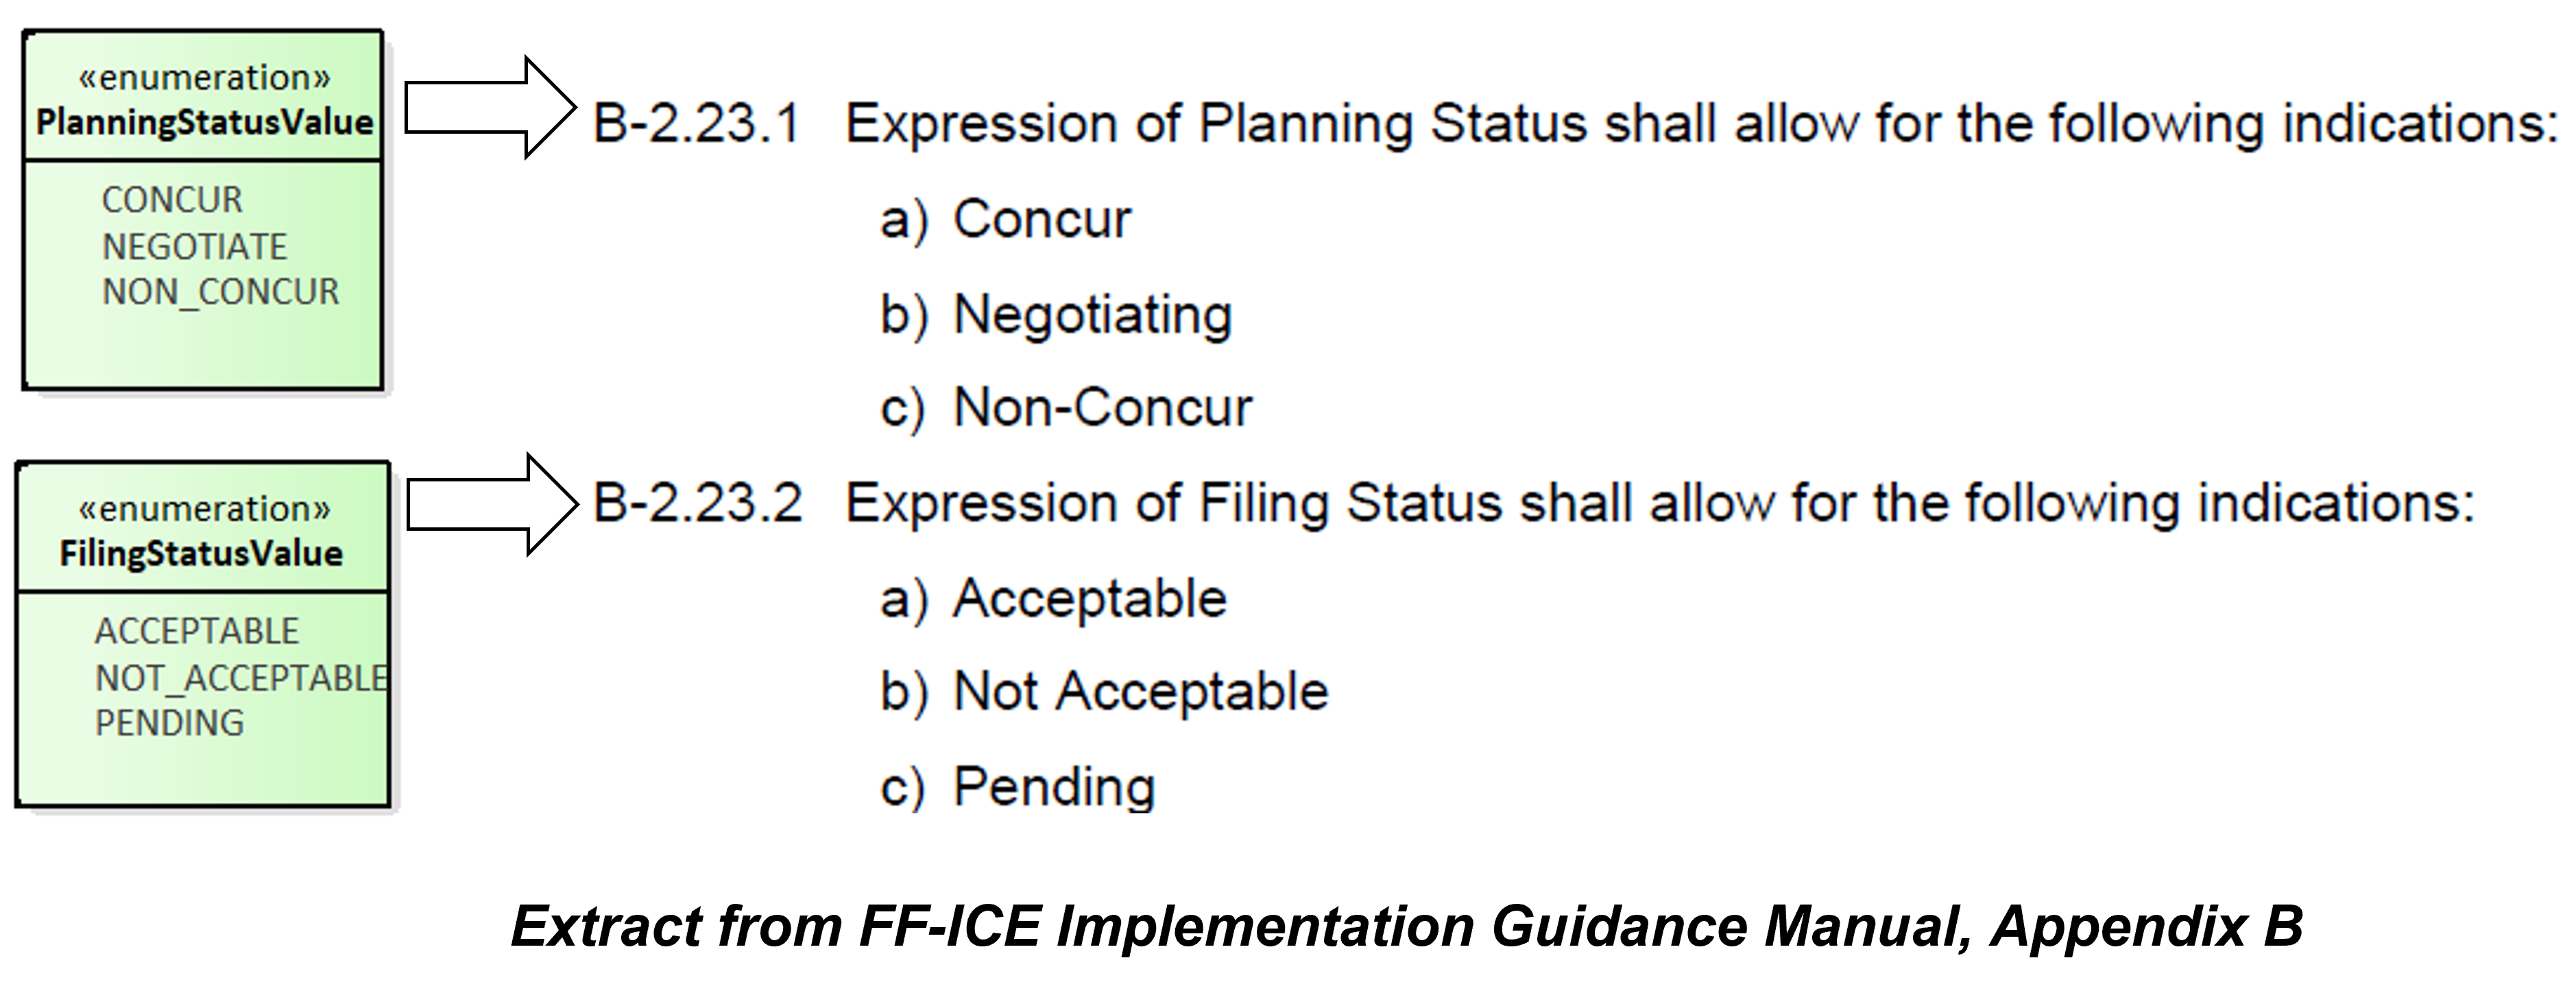 «enumeration»
PlanningStatusValue
CONCUR
NEGOTIATE
NON_CONCUR
B-2.23.1 Expression of Planning Status shall allow for the following indications:
a) Concur
b) Negotiating
c) Non-Concur
«enumeration»
FilingStatusValue
ACCEPTABLE
NOT_ACCEPTABLE
PENDING
B-2.23.2 Expression of Filing Status shall allow for the following indications:
a) Acceptable
b) Not Acceptable
c) Pending
Extract from FF-ICE Implementation Guidance Manual, Appendix B